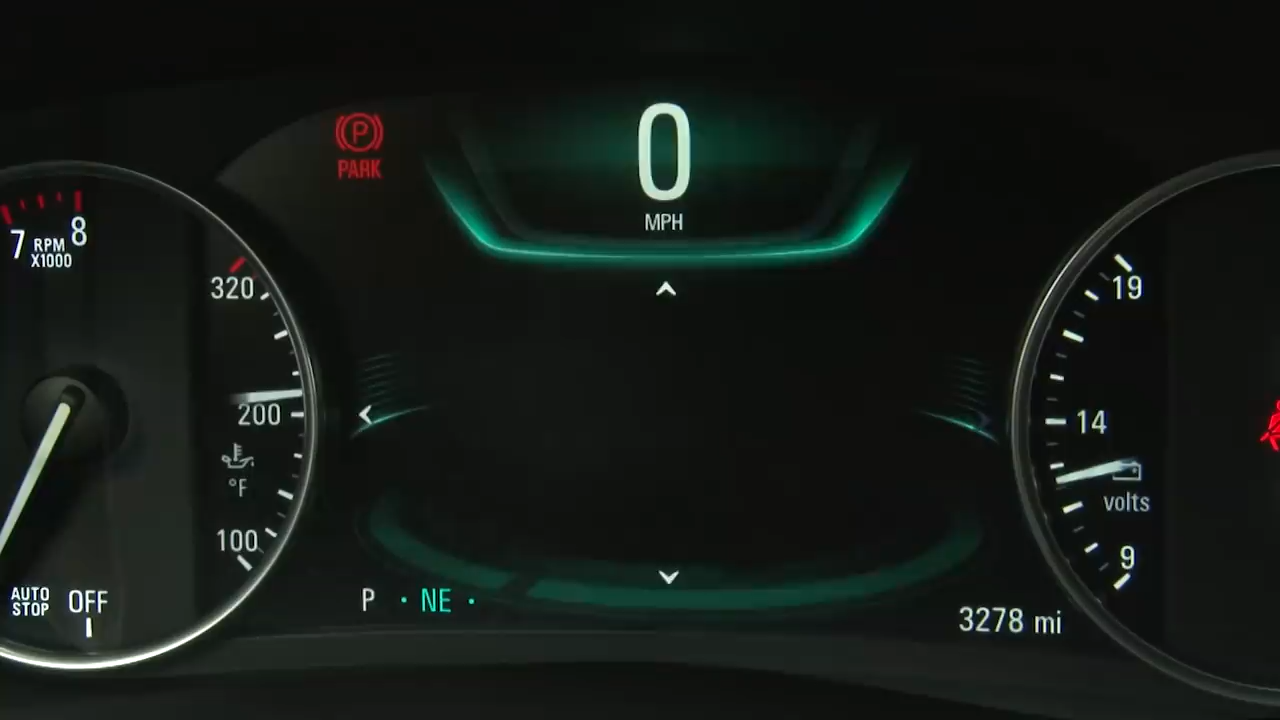 0
MPH
P
PARK
7 RPM 8
X1000
320
200
°F
100
AUTO
STOP OFF
19
14
volts
9
P · NE ·
3278 mi